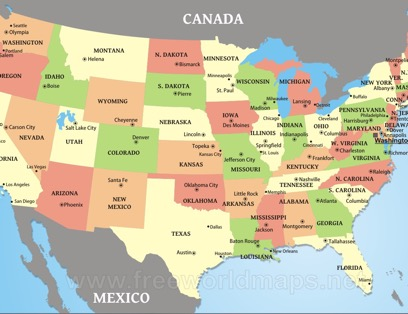 CANADA
Seattle
Olympia
WASHINGTON
Portland
Salem
OREGON
MONTANA
Helena
IDAHO
Boise
N. DAKOTA
Bismarck
MINNESOTA
Minneapolis
St. Paul
S. DAKOTA
Pierre
WISCONSIN
Madison
Milwaukee
MICHIGAN
Lansing
Detroit
NEW YORK
Buffalo
Albany
WYOMING
Cheyenne
NEBRASKA
Lincoln
IOWA
Des Moines
Chicago
ILLINOIS
Springfield
INDIANA
Indianapolis
OHIO
Cleveland
Columbus
PENNSYLVANIA
Harrisburg
Philadelphia
MARYLAND
Washington
NEVADA
Carson City
Salt Lake City
UTAH
Denver
COLORADO
KANSAS
Topeka
Kansas City
Jefferson City
St. Louis
MISSOURI
KENTUCKY
Frankfort
W. VIRGINIA
Charleston
VIRGINIA
Richmond
Las Vegas
Los Angeles
San Diego
ARIZONA
Phoenix
Santa Fe
NEW MEXICO
Oklahoma City
OKLAHOMA
Little Rock
ARKANSAS
Nashville
TENNESSEE
N. CAROLINA
Raleigh
S. CAROLINA
Columbia
MISSISSIPPI
Jackson
ALABAMA
Montgomery
Atlanta
GEORGIA
TEXAS
Dallas
Austin
Houston
Baton Rouge
New Orleans
LOUISIANA
Tallahassee
FLORIDA
Miami
MEXICO
www.freeworldmaps.net